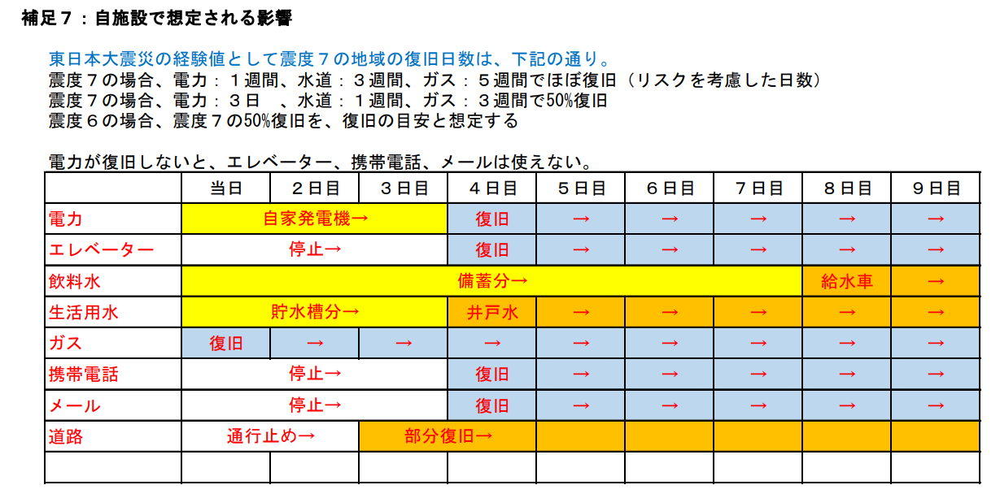 補足７：自施設で想定される影響
東日本大震災の経験値として震度７の地域の復旧日数は、下記の通り。
震度７の場合、電力：１週間、水道：３週間、ガス：５週間でほぼ復旧（リスクを考慮した日数）
震度７の場合、電力：３日　、水道：１週間、ガス：３週間で50%復旧
震度６の場合、震度７の50%復旧を、復旧の目安と想定する
電力が復旧しないと、エレベーター、携帯電話、メールは使えない。
当日 ２日目 ３日目 ４日目 ５日目 ６日目 ７日目 ８日目 ９日目
電力 自家発電機→ 復旧 → → → → →
エレベーター 停止→ 復旧 → → → → →
飲料水 備蓄分→ 給水車 →
生活用水 貯水槽分→ 井戸水 → → → → →
ガス 復旧 → → → → → → → →
携帯電話 停止→ 復旧 → → → → →
メール 停止→ 復旧 → → → → →
道路 通行止め→ 部分復旧→